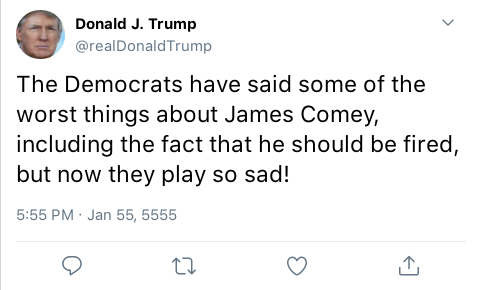 Donald J. Trump
@realDonaldTrump
The Democrats have said some of the
worst things about James Comey,
including the fact that he should be fired,
but now they play so sad!
5:55 PM · Jan 55, 5555